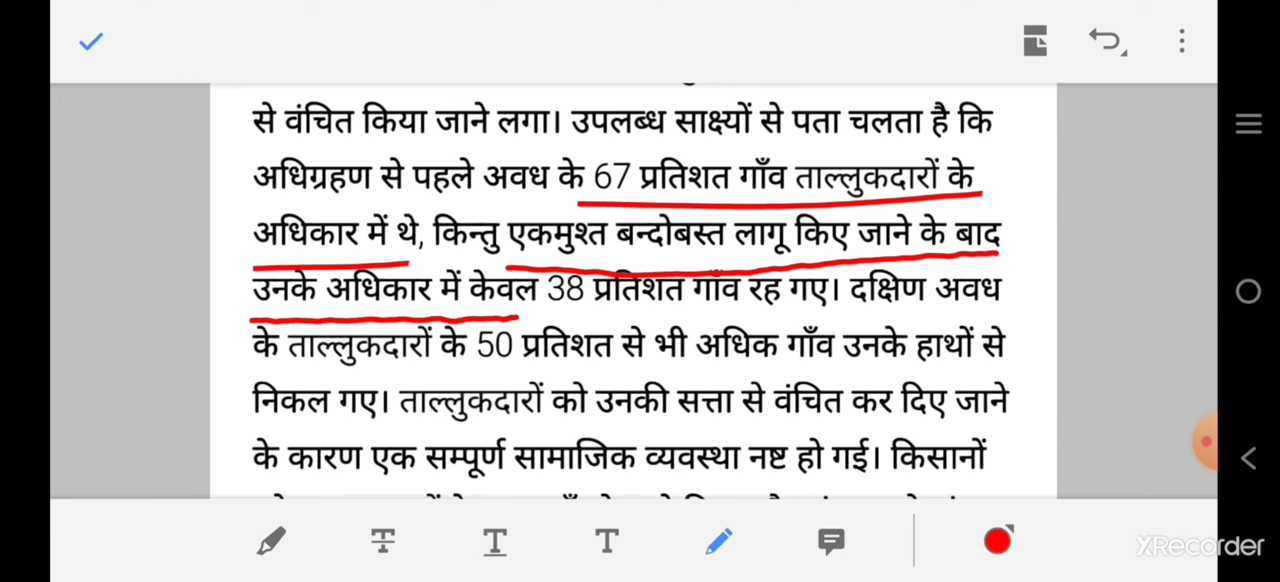 से वंचित किया जाने लगा। उपलब्ध साक्ष्यों से पता चलता है कि
अधिग्रहण से पहले अवध के 67 प्रतिशत गाँव ताल्लुकदारों के
अधिकार में थे, किन्तु एकमुश्त बन्दोबस्त लागू किए जाने के बाद
उनके अधिकार में केवल 38 प्रतिशत गाँव रह गए। दक्षिण अवध
के ताल्लुकदारों के 50 प्रतिशत से भी अधिक गाँव उनके हाथों से
निकल गए। ताल्लुकदारों को उनकी सत्ता से वंचित कर दिए जाने
के कारण एक सम्पूर्ण सामाजिक व्यवस्था नष्ट हो गई। किसानों
XRecorder